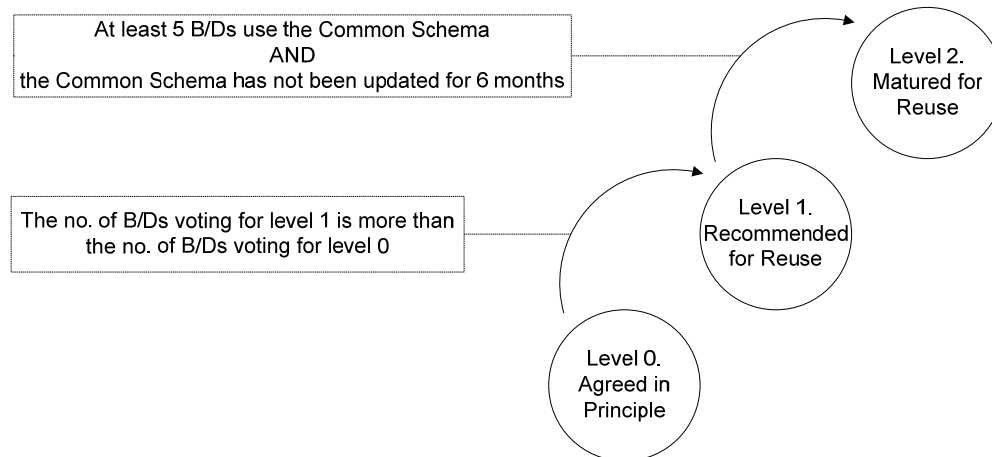 At least 5 B/Ds use the Common Schema
AND
the Common Schema has not been updated for 6 months
Level 2.
Matured for
Reuse
The no. of B/Ds voting for level 1 is more than
the no. of B/Ds voting for level 0
Level 1.
Recommended
for Reuse
Level 0.
Agreed in
Principle